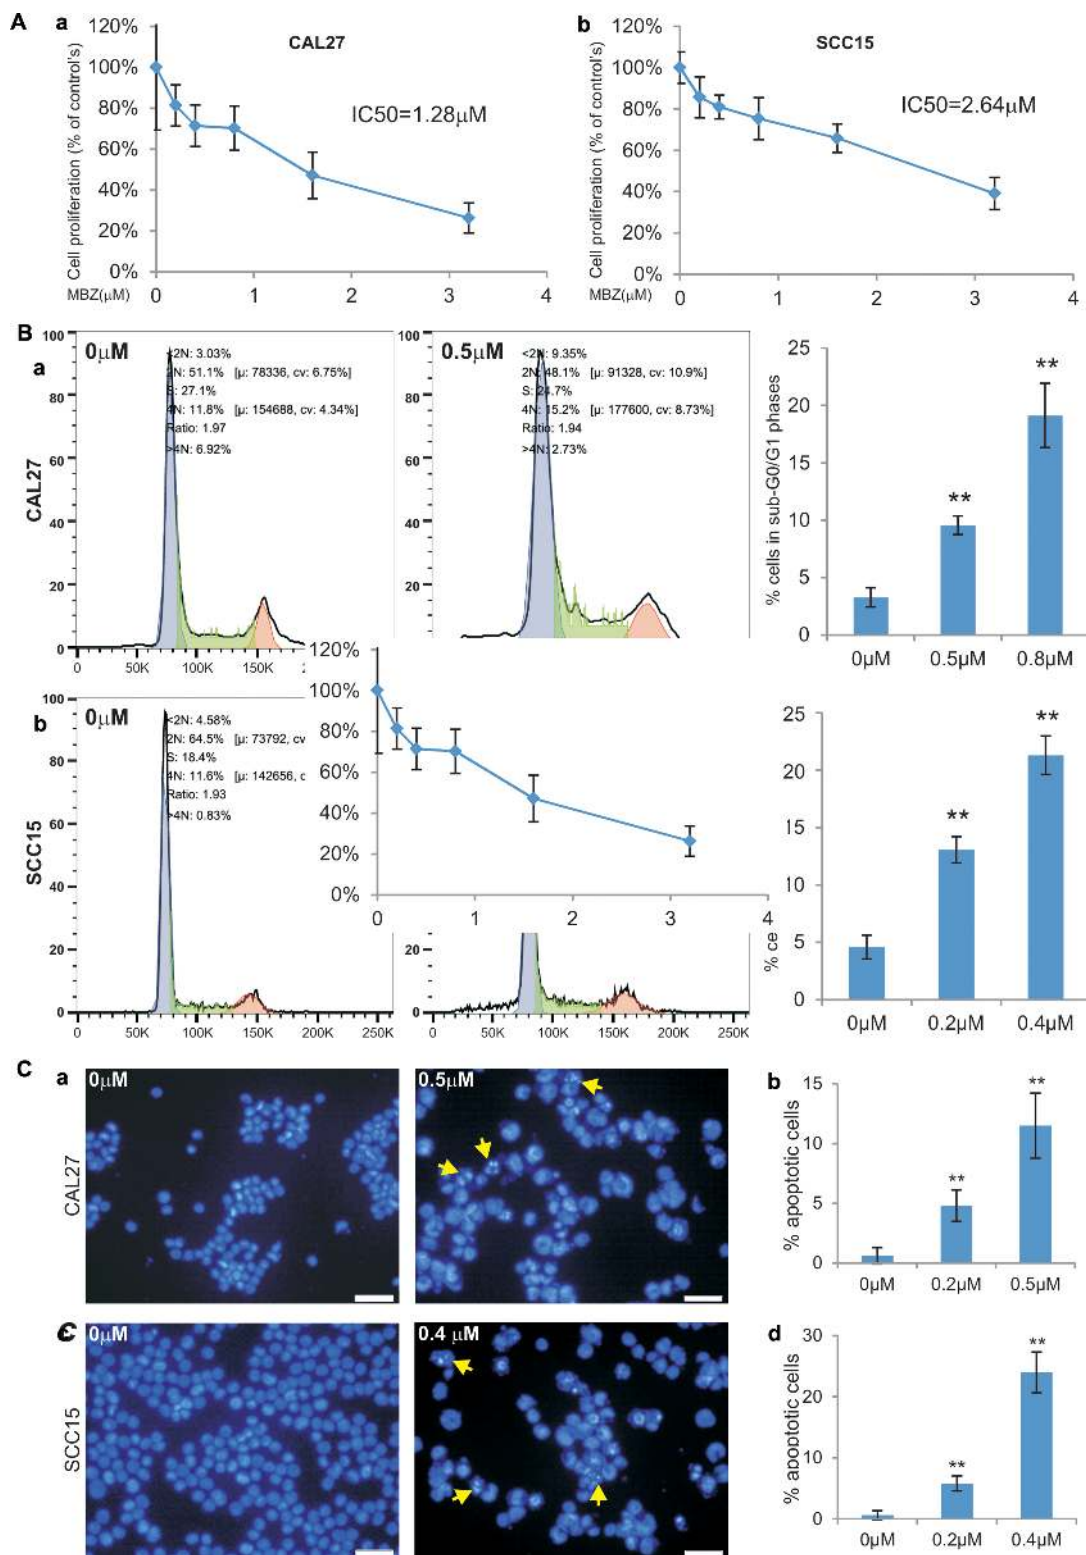 A
a
CAL27
120%
100%
80%
60%
40%
20%
0%
Cell proliferation (% of control's)
IC50=1.28μM
MBZ(μM)
0 1 2 3 4
b
SCC15
120%
100%
80%
60%
40%
20%
0%
Cell proliferation (% of control's)
IC50=2.64μM
MBZ(μM)
0 1 2 3 4
B
a
CAL27
0μM
<2N: 3.03%
2N: 51.1% [μ: 78336, cv: 6.75%]
S: 27.1%
4N: 11.8% [μ: 154688, cv: 4.34%]
Ratio: 1.97
>4N: 6.92%
100
80
60
40
20
0
0 50K 100K 150K
0.5μM
<2N: 9.35%
2N: 48.1% [μ: 91328, cv: 10.9%]
S: 24.7%
4N: 15.2% [μ: 177600, cv: 8.73%]
Ratio: 1.94
>4N: 2.73%
100
80
60
40
20
% cells in sub-G0/G1 phases
25
20
15
10
5
0
**
**
0μM 0.5μM 0.8μM
b
SCC15
0μM
<2N: 4.58%
2N: 64.5% [μ: 73792, cv
S: 18.4%
4N: 11.6% [μ: 142656, c
Ratio: 1.93
>4N: 0.83%
100
80
60
40
20
0
0 50K 100K 150K 200K 250K
120%
100%
80%
60%
40%
20%
0%
0 1 2 3 4
20
0
0 50K 100K 150K 200K 250K
% ce
25
20
15
10
5
0
**
**
0μM 0.2μM 0.4μM
C
a
CAL27
0μM
0.5μM
b
% apoptotic cells
15
10
5
0
**
**
0μM 0.2μM 0.5μM
SCC15
0μM
0.4 μM
d
% apoptotic cells
30
20
10
0
**
**
0μM 0.2μM 0.4μM